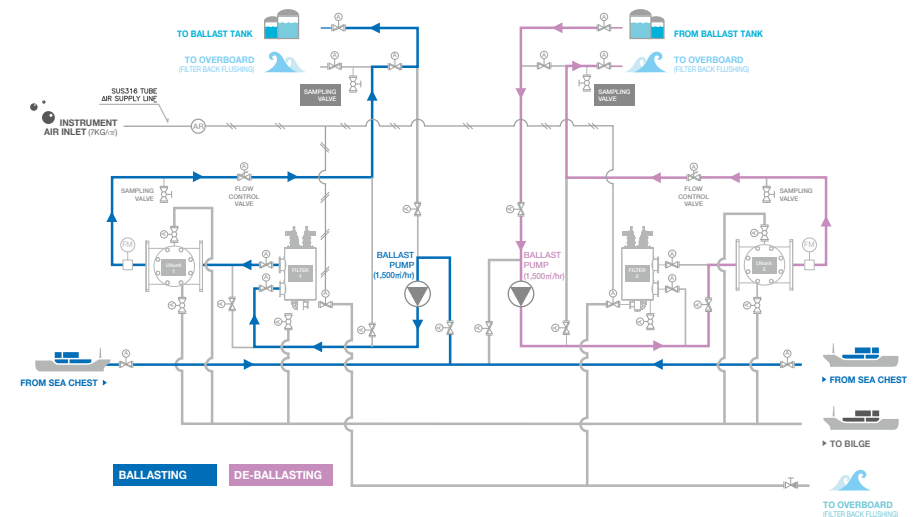 TO BALLAST TANK
FROM BALLAST TANK
TO OVERBOARD
(FILTER BACK FLUSHING)
TO OVERBOARD
(FILTER BACK FLUSHING)
SAMPLING
VALVE
SAMPLING
VALVE
SUS316 TUBE
AIR SUPPLY LINE
INSTRUMENT
AIR INLET (7KG/㎠)
AR
SAMPLING
VALVE
FLOW
CONTROL
VALVE
FLOW
CONTROL
VALVE
SAMPLING
VALVE
FM
FM
FILTER
1
FILTER
2
BALLAST
PUMP
(1,500㎥/hr)
BALLAST
PUMP
(1,500㎥/hr)
FROM SEA CHEST
FROM SEA CHEST
TO BILGE
BALLASTING
DE-BALLASTING
TO OVERBOARD
(FILTER BACK FLUSHING)